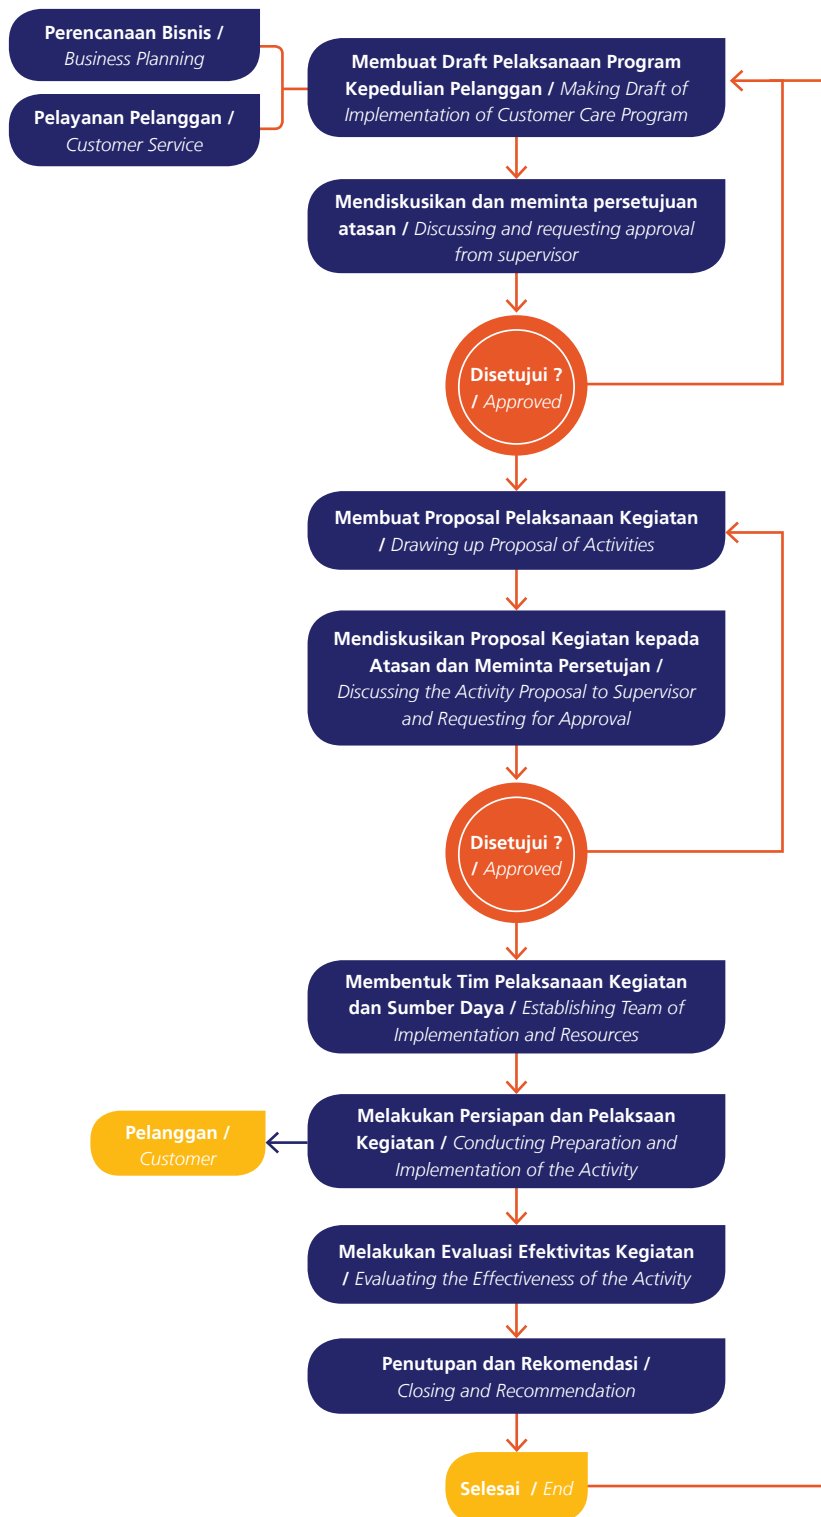 Perencanaan Bisnis /
Business Planning
Pelayanan Pelanggan /
Customer Service
Membuat Draft Pelaksanaan Program
Kepedulian Pelanggan / Making Draft of
Implementation of Customer Care Program
Mendiskusikan dan meminta persetujuan
atasan / Discussing and requesting approval
from supervisor
Disetujui ?
/ Approved
Membuat Proposal Pelaksanaan Kegiatan
/ Drawing up Proposal of Activities
Mendiskusikan Proposal Kegiatan kepada
Atasan dan Meminta Persetujan /
Discussing the Activity Proposal to Supervisor
and Requesting for Approval
Disetujui ?
/ Approved
Membentuk Tim Pelaksanaan Kegiatan
dan Sumber Daya / Establishing Team of
Implementation and Resources
Melakukan Persiapan dan Pelaksaan
Kegiatan / Conducting Preparation and
Implementation of the Activity
Pelanggan /
Customer
Melakukan Evaluasi Efektivitas Kegiatan
/ Evaluating the Effectiveness of the Activity
Penutupan dan Rekomendasi /
Closing and Recommendation
Selesai / End